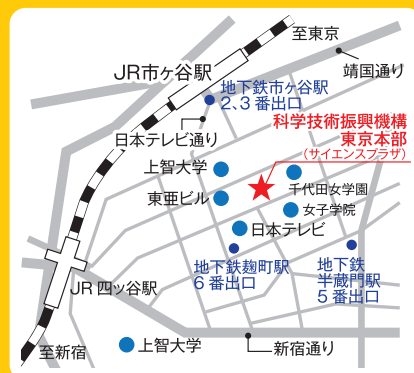 至東京
JR市ヶ谷駅
靖国通り
地下鉄市ヶ谷駅
2、3番出口
科学技術振興機構
東京本部
（サイエンスプラザ）
日本テレビ通り
上智大学
千代田女学園
東亜ビル
女子学院
日本テレビ
地下鉄麹町駅
6番出口
地下鉄
半蔵門駅
5番出口
JR四ッ谷駅
至新宿
上智大学
新宿通り